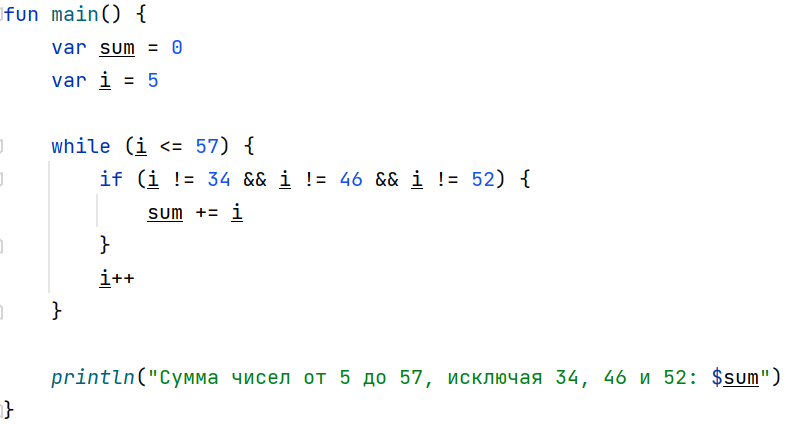 fun main() {
    var sum = 0
    var i = 5

    while (i <= 57) {
        if (i != 34 && i != 46 && i != 52) {
            sum += i
        }
        i++
    }

    println("Сумма чисел от 5 до 57, исключая 34, 46 и 52: $sum")
}